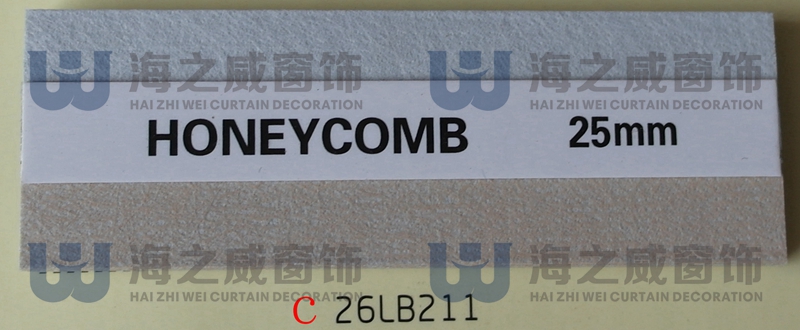 海之威窗饰 海之威窗饰
HAI ZHI WEI CURTAIN DECORATION HAI ZHI WEI CURTAIN DECORATION
HONEYCOMB 25mm
海之威窗饰 海之威窗饰
HAI ZHI WEI CURTAIN DECORATION HAI ZHI WEI CURTAIN DECORATION
C 26LB211